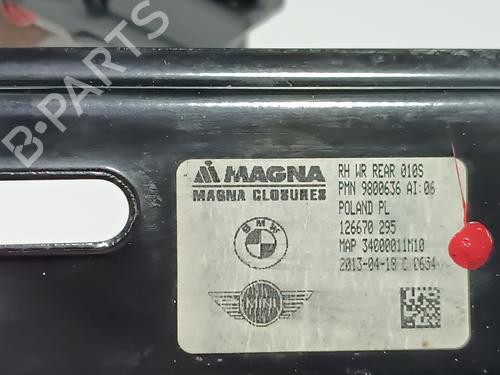 B-PARTS
MAGNA
MAGNA CLOSURES
BMW
MINI
RH WR REAR 010S
PMN 9800636 AI:06
POLAND PL
126670 295
MAP 34000011M10
2013-04-18